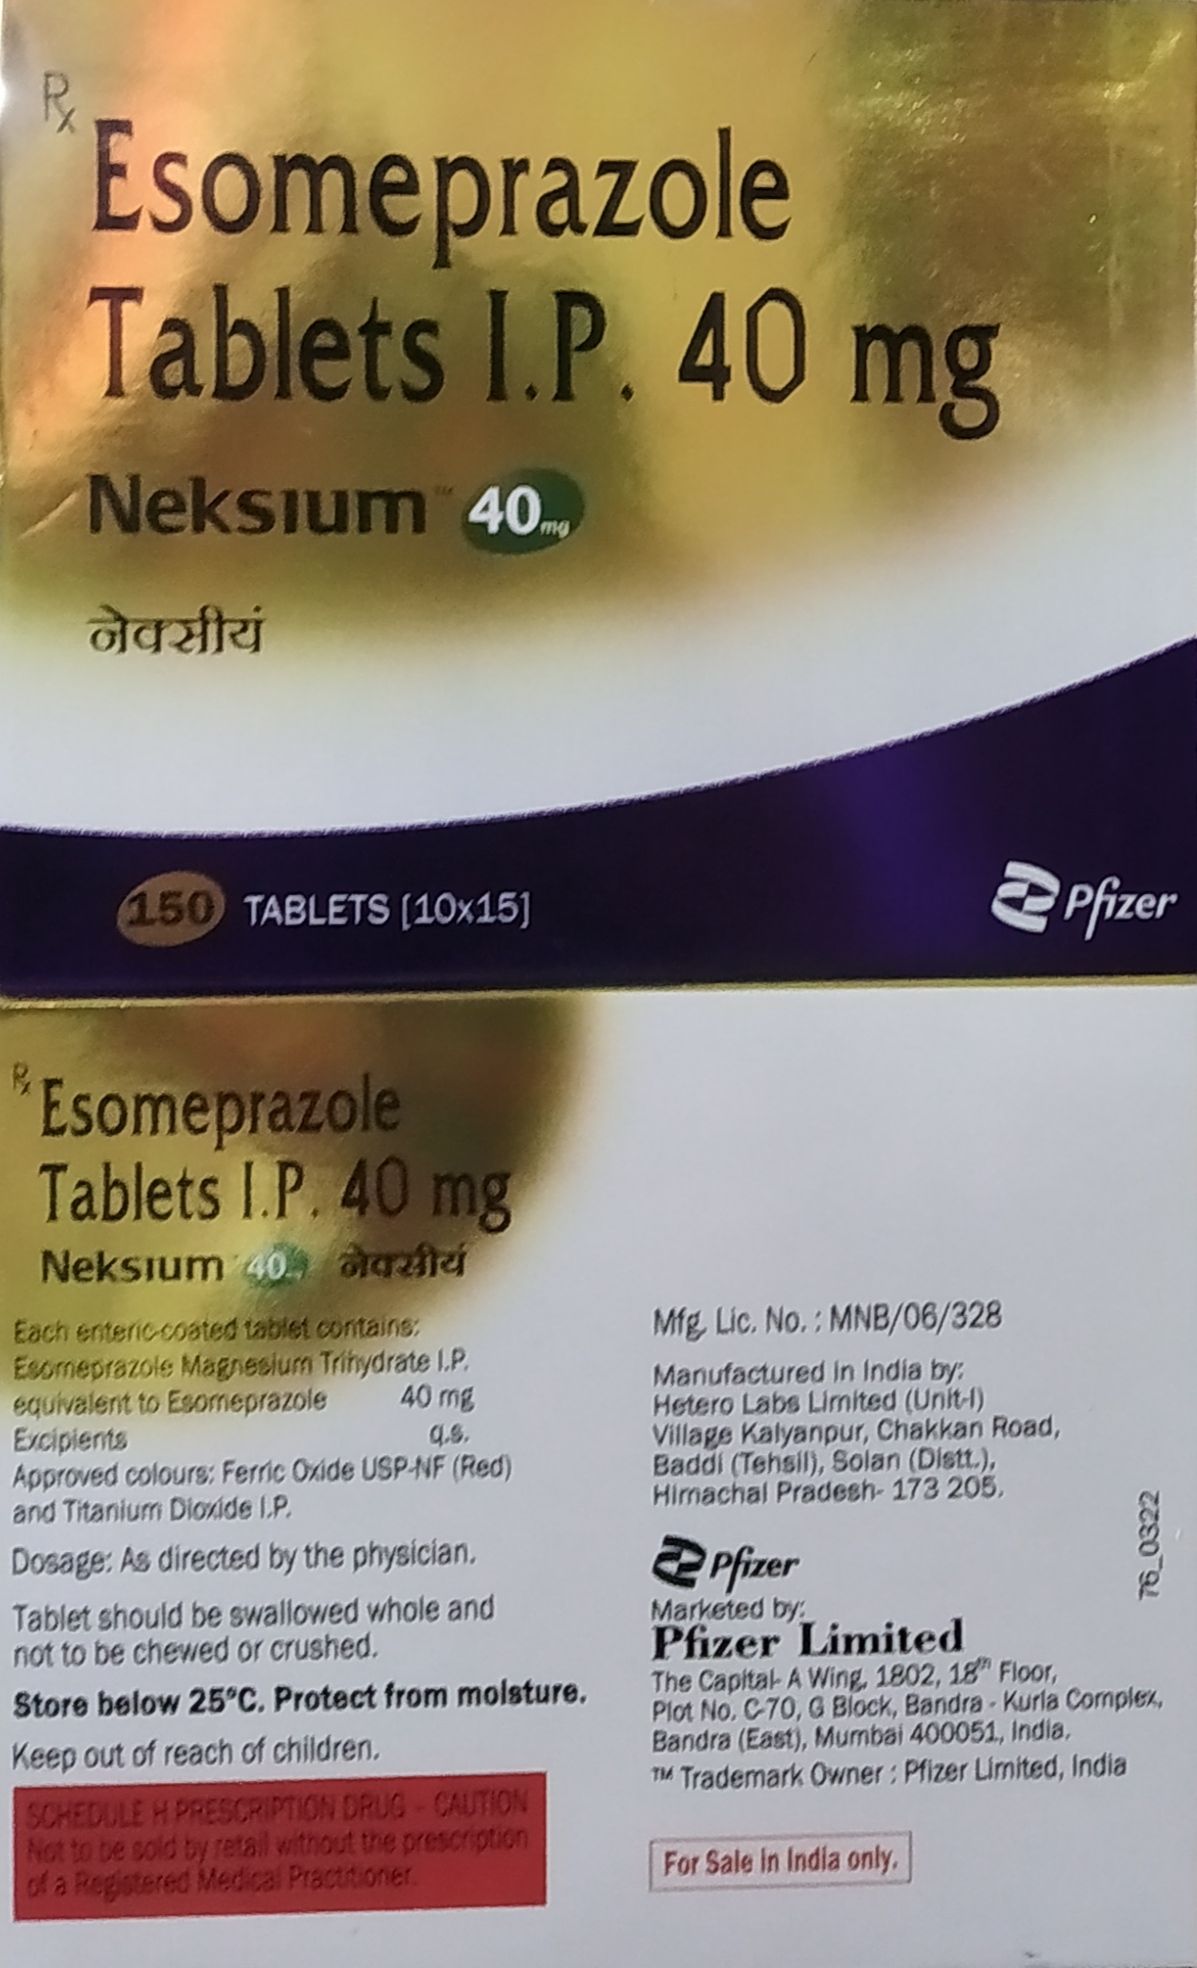 Rx
Esomeprazole
Tablets I.P. 40 mg
Neksium™ 40mg
नेक्सीयं
150 TABLETS [10x15]
Pfizer
Rx
Esomeprazole
Tablets I.P. 40 mg
Neksium 40 नेक्सीयं
Each enteric-coated tablet contains:
Esomeprazole Magnesium Trihydrate I.P.
equivalent to Esomeprazole 40 mg
Excipients q.s.
Approved colours: Ferric Oxide USP-NF (Red)
and Titanium Dioxide I.P.
Dosage: As directed by the physician.
Tablet should be swallowed whole and
not to be chewed or crushed.
Store below 25°C. Protect from moisture.
Keep out of reach of children.
SCHEDULE H PRESCRIPTION DRUG - CAUTION
Not to be sold by retail without the prescription
of a Registered Medical Practitioner.
Mfg. Lic. No. : MNB/06/328
Manufactured in India by:
Hetero Labs Limited (Unit-I)
Village Kalyanpur, Chakkan Road,
Baddi (Tehsil), Solan (Distt.),
Himachal Pradesh- 173 205.
Pfizer
Marketed by:
Pfizer Limited
The Capital- A Wing, 1802, 18th Floor,
Plot No. C-70, G Block, Bandra - Kurla Complex,
Bandra (East), Mumbai 400051, India.
™ Trademark Owner : Pfizer Limited, India
For Sale in India only.
76_0322